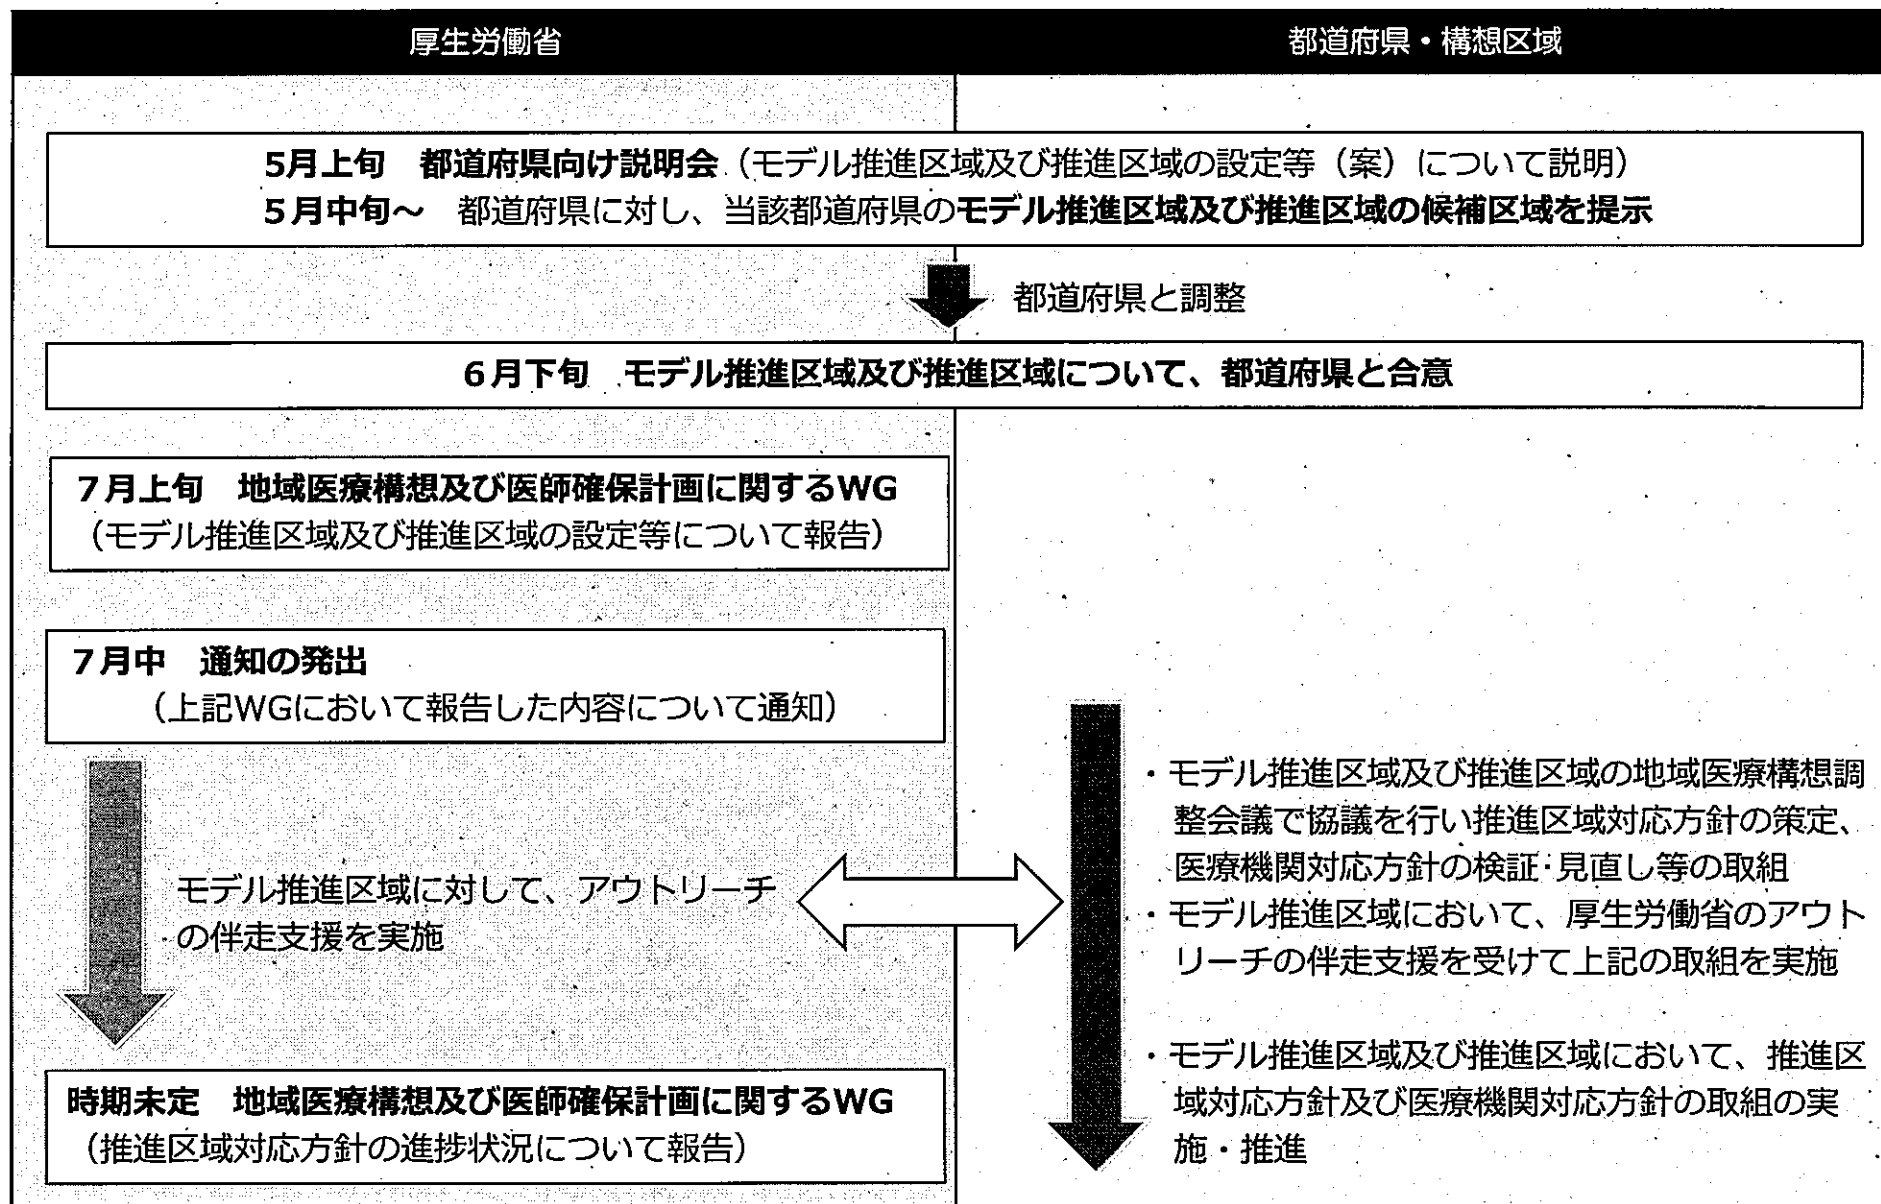 厚生労働省
都道府県・構想区域
5月上旬　都道府県向け説明会（モデル推進区域及び推進区域の設定等（案）について説明）
5月中旬～　都道府県に対し、当該都道府県のモデル推進区域及び推進区域の候補区域を提示
都道府県と調整
6月下旬　モデル推進区域及び推進区域について、都道府県と合意
7月上旬　地域医療構想及び医師確保計画に関するWG
（モデル推進区域及び推進区域の設定等について報告）
7月中　通知の発出
（上記WGにおいて報告した内容について通知）
モデル推進区域に対して、アウトリーチ
の伴走支援を実施
時期未定　地域医療構想及び医師確保計画に関するWG
（推進区域対応方針の進捗状況について報告）
・モデル推進区域及び推進区域の地域医療構想調
整会議で協議を行い推進区域対応方針の策定、
医療機関対応方針の検証・見直し等の取組
・モデル推進区域において、厚生労働省のアウト
リーチの伴走支援を受けて上記の取組を実施
・モデル推進区域及び推進区域において、推進区
域対応方針及び医療機関対応方針の取組の実
施・推進